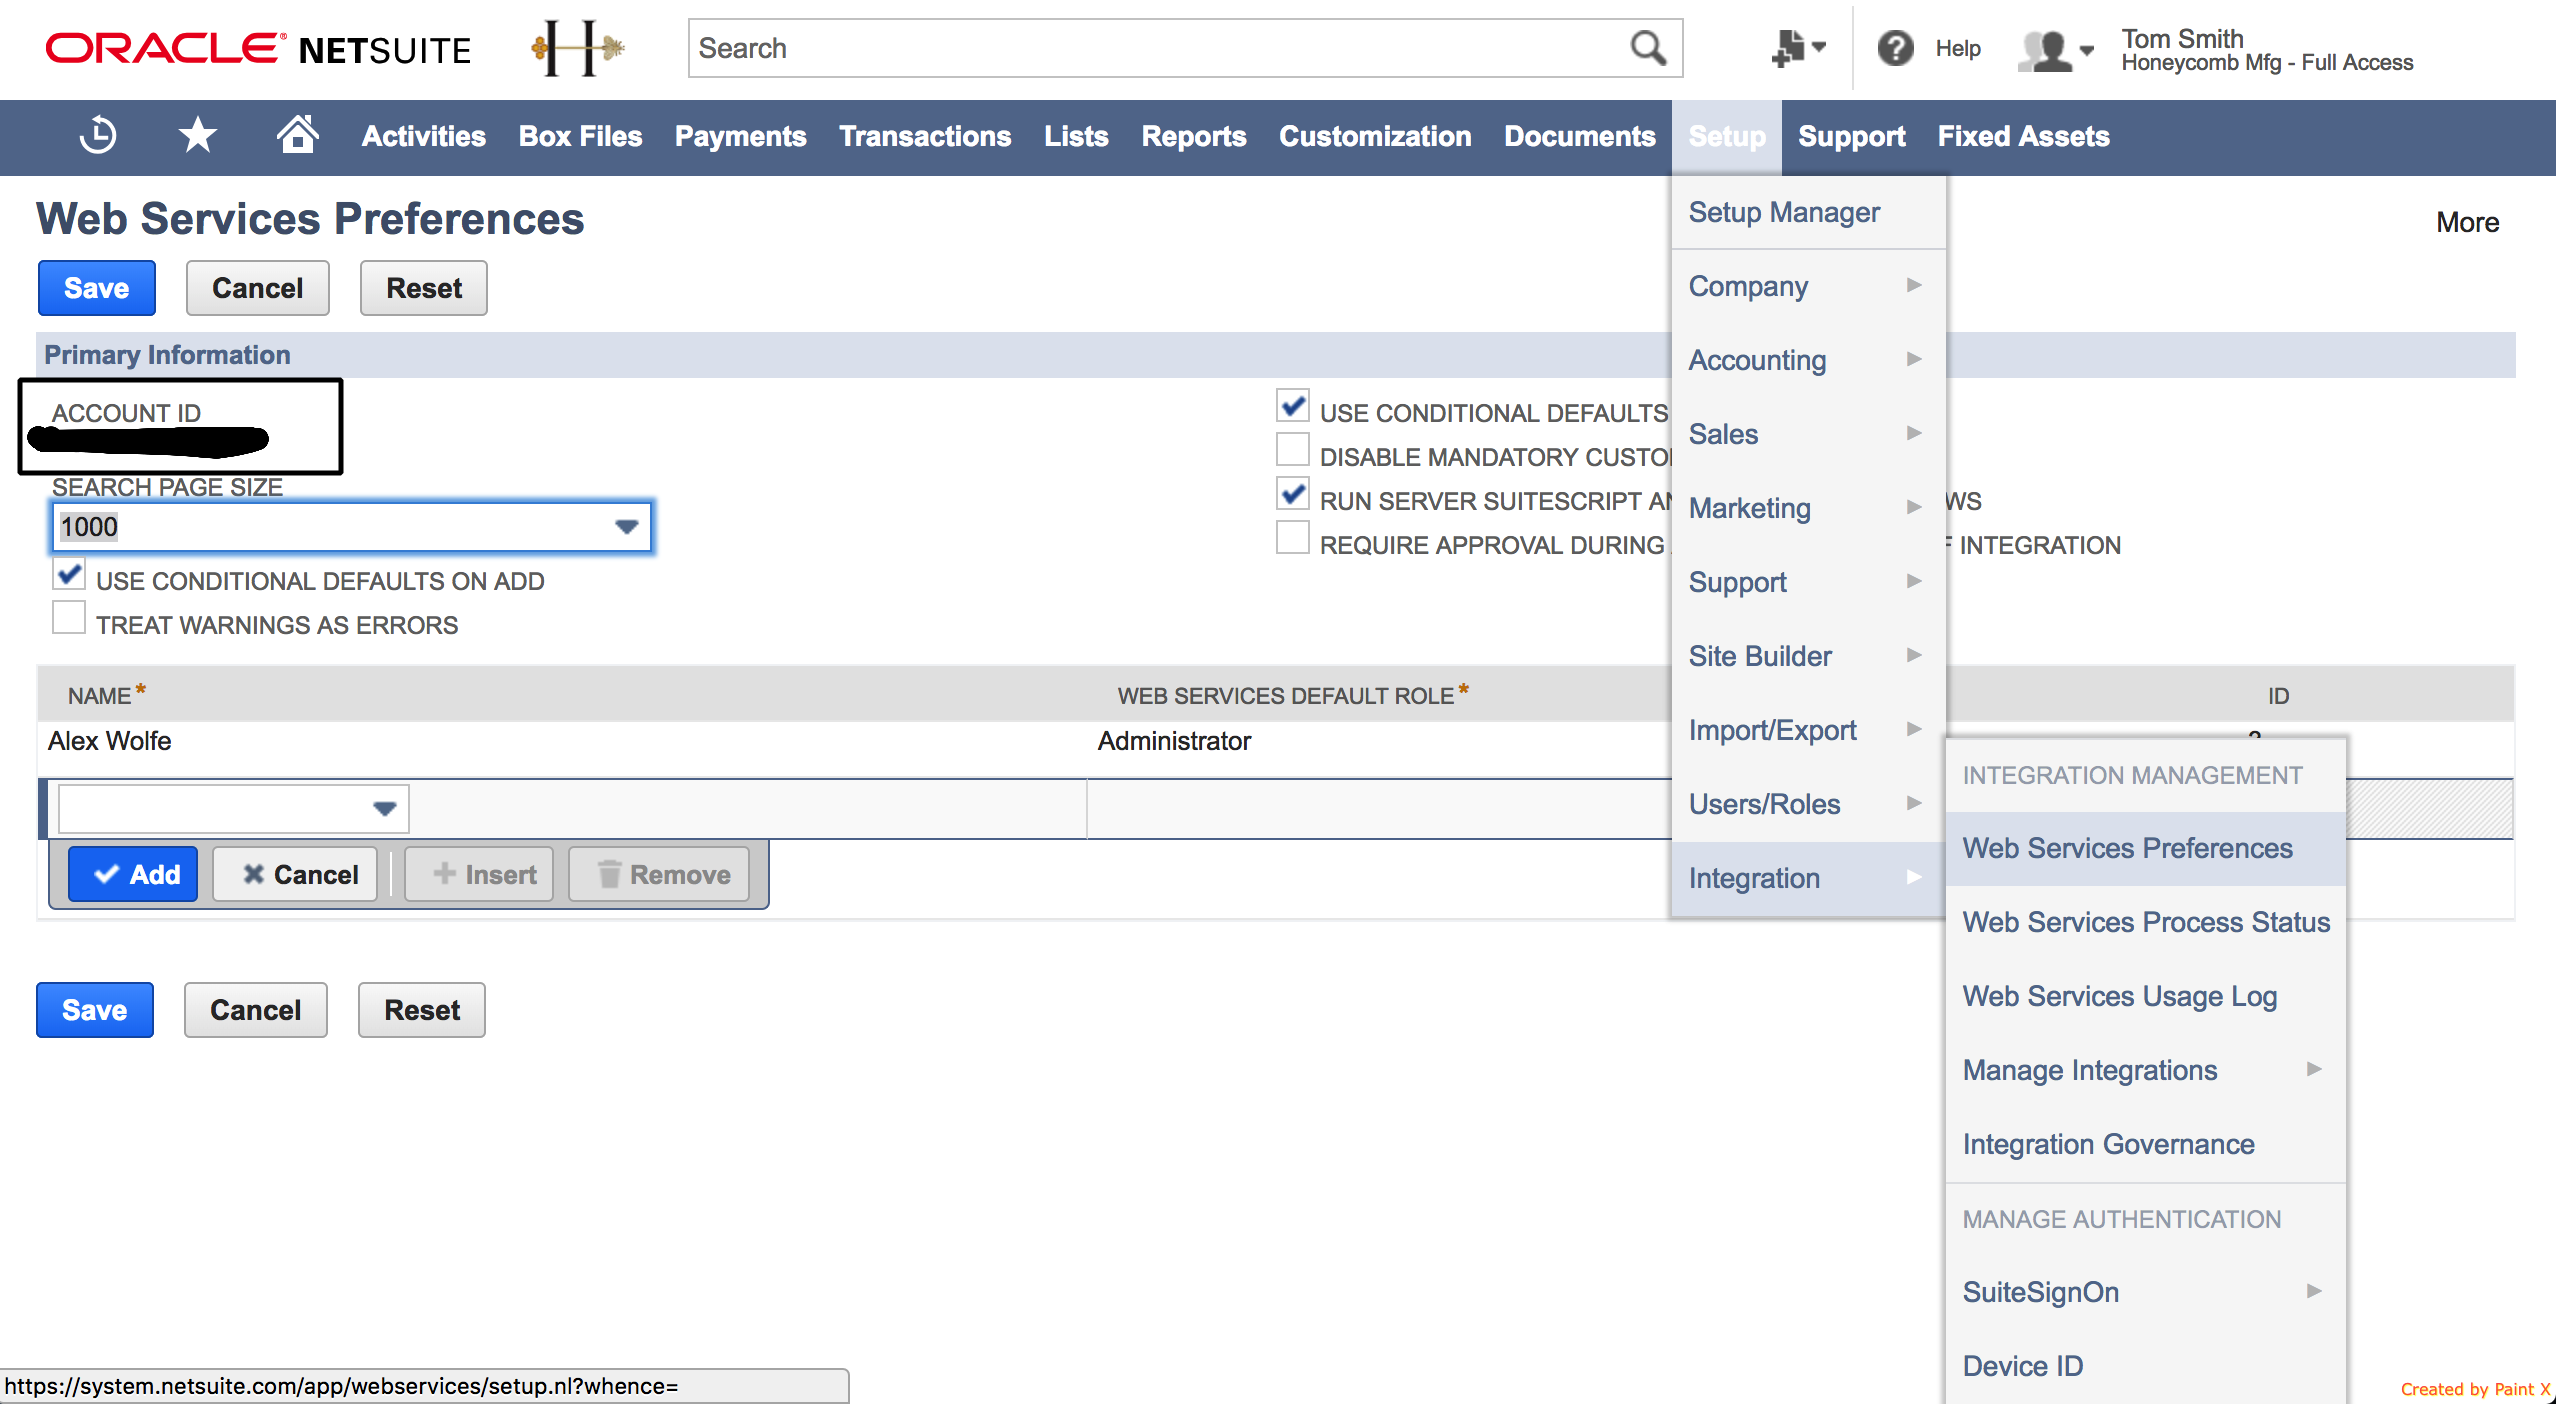 ORACLE® NETSUITE
H
Search
Help
Tom Smith
Honeycomb Mfg - Full Access
Activities Box Files Payments Transactions Lists Reports Customization Documents Setup Support Fixed Assets
Web Services Preferences
More
Save Cancel Reset
Primary Information
ACCOUNT ID
SEARCH PAGE SIZE
1000
USE CONDITIONAL DEFAULTS ON ADD
TREAT WARNINGS AS ERRORS
USE CONDITIONAL DEFAULTS
DISABLE MANDATORY
RUN SERVER SUITESCRIPT
REQUIRE APPROVAL DURING INTEGRATION
NAME* WEB SERVICES DEFAULT ROLE* ID
Alex Wolfe Administrator
Add Cancel Insert Remove
Save Cancel Reset
Setup Manager
Company
Accounting
Sales
Marketing
Support
Site Builder
Import/Export
Users/Roles
Integration
INTEGRATION MANAGEMENT
Web Services Preferences
Web Services Process Status
Web Services Usage Log
Manage Integrations
Integration Governance
MANAGE AUTHENTICATION
SuiteSignOn
Device ID
https://system.netsuite.com/app/webservices/setup.nl?whence=
Created by Paint X